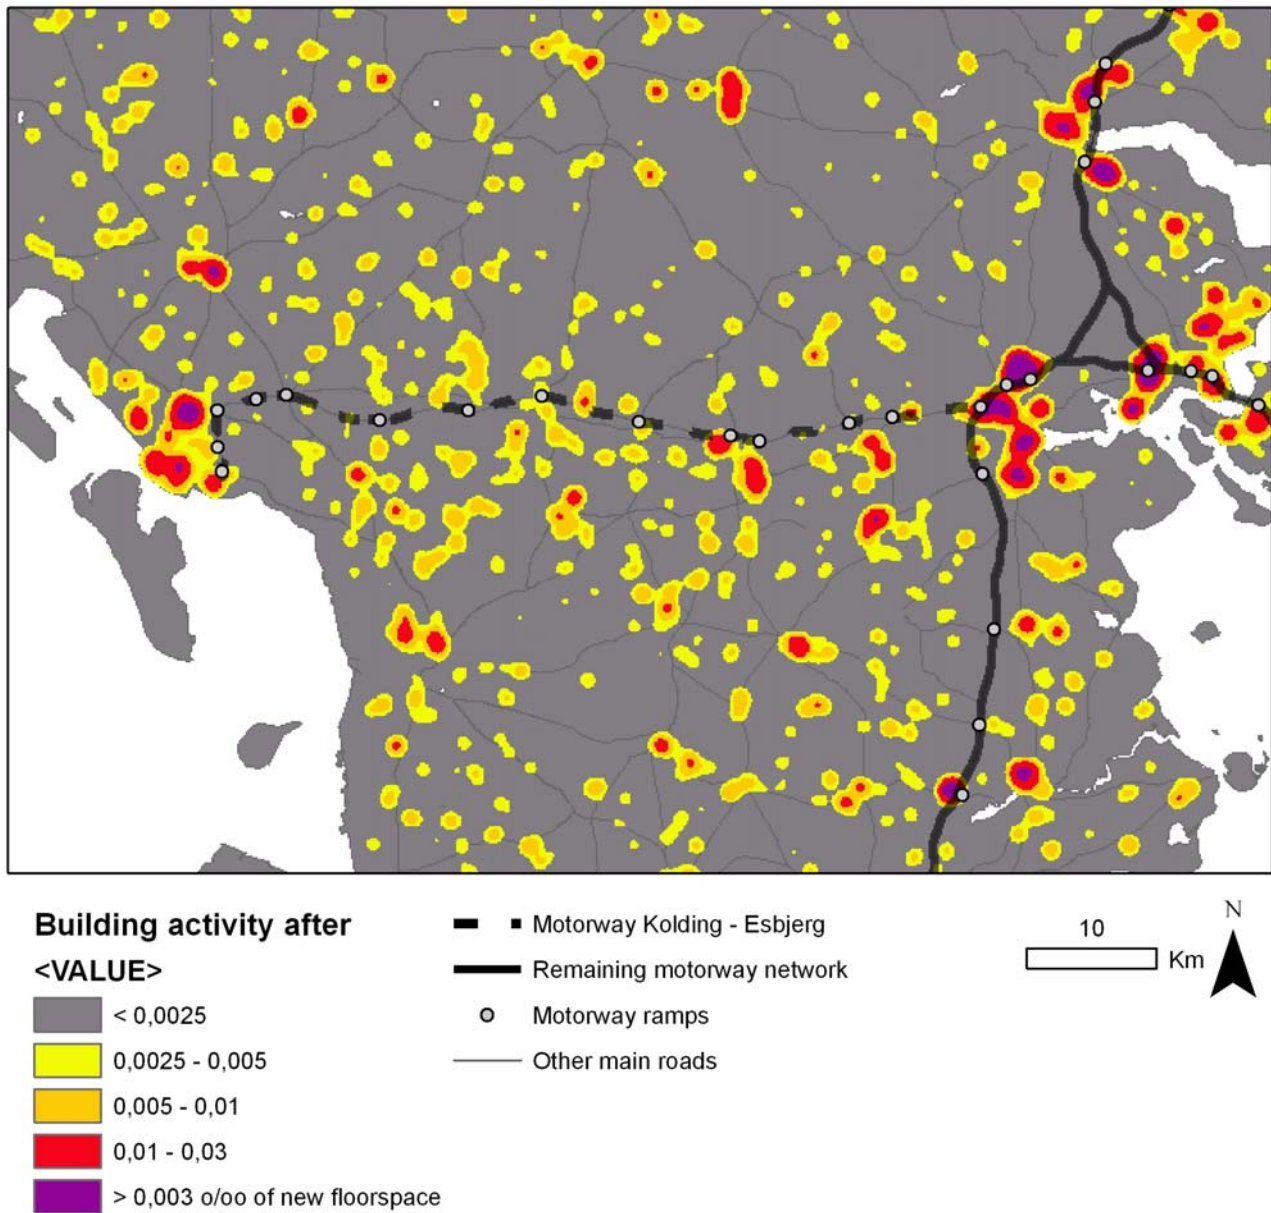 Building activity after
<VALUE>
< 0,0025
0,0025 - 0,005
0,005 - 0,01
0,01 - 0,03
> 0,003 o/oo of new floorspace
Motorway Kolding - Esbjerg
Remaining motorway network
Motorway ramps
Other main roads
10
Km
N